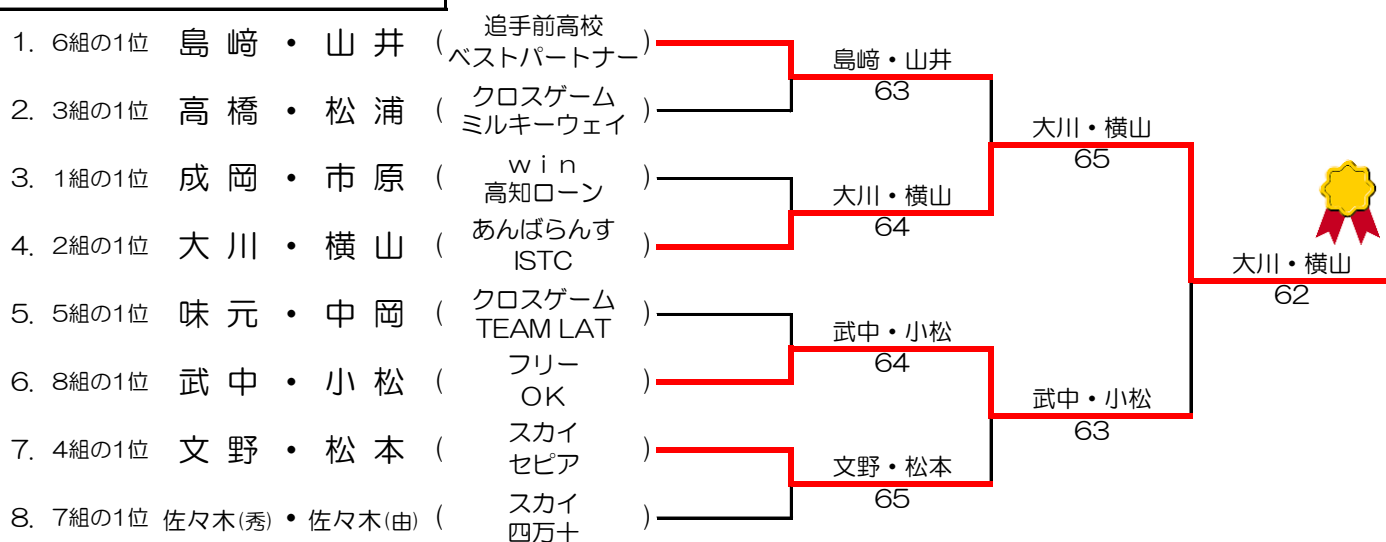 1. 6組の1位 島﨑 ・ 山井 ( 追手前高校 ベストパートナー )
2. 3組の1位 高橋 ・ 松浦 ( クロスゲーム ミルキーウェイ )
3. 1組の1位 成岡 ・ 市原 ( ｗｉｎ 高知ローン )
4. 2組の1位 大川 ・ 横山 ( あんばらんす ISTC )
5. 5組の1位 味元 ・ 中岡 ( クロスゲーム TEAM LAT )
6. 8組の1位 武中 ・ 小松 ( フリー OK )
7. 4組の1位 文野 ・ 松本 ( スカイ セピア )
8. 7組の1位 佐々木(秀) ・ 佐々木(由) ( スカイ 四万十 )
島﨑・山井
63
大川・横山
64
武中・小松
64
文野・松本
65
大川・横山
65
武中・小松
63
大川・横山
62